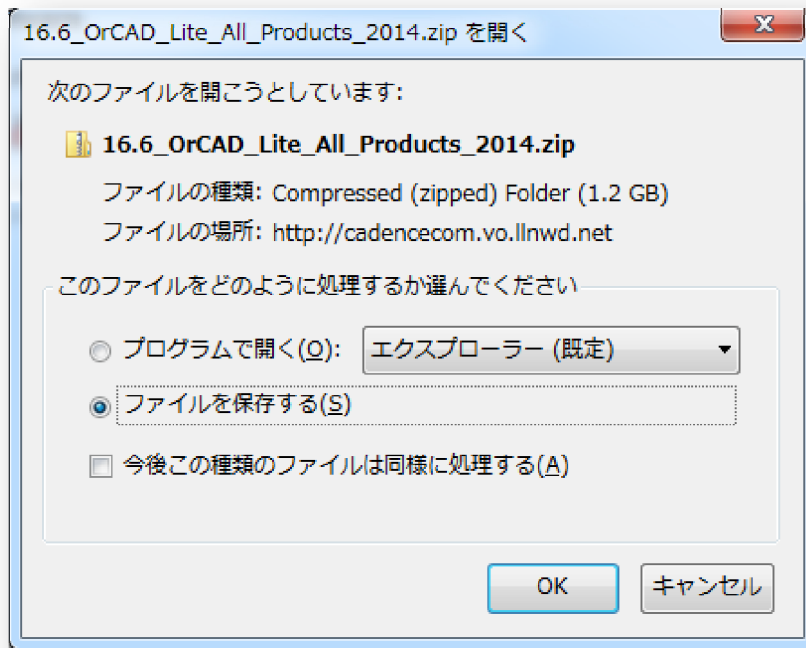 16.6_OrCAD_Lite_All_Products_2014.zip を開く
次のファイルを開こうとしています:
16.6_OrCAD_Lite_All_Products_2014.zip
ファイルの種類: Compressed (zipped) Folder (1.2 GB)
ファイルの場所: http://cadencecom.vo.llnwd.net
このファイルをどのように処理するか選んでください
プログラムで開く(O): エクスプローラー (既定)
ファイルを保存する(S)
今後この種類のファイルは同様に処理する(A)
OK キャンセル